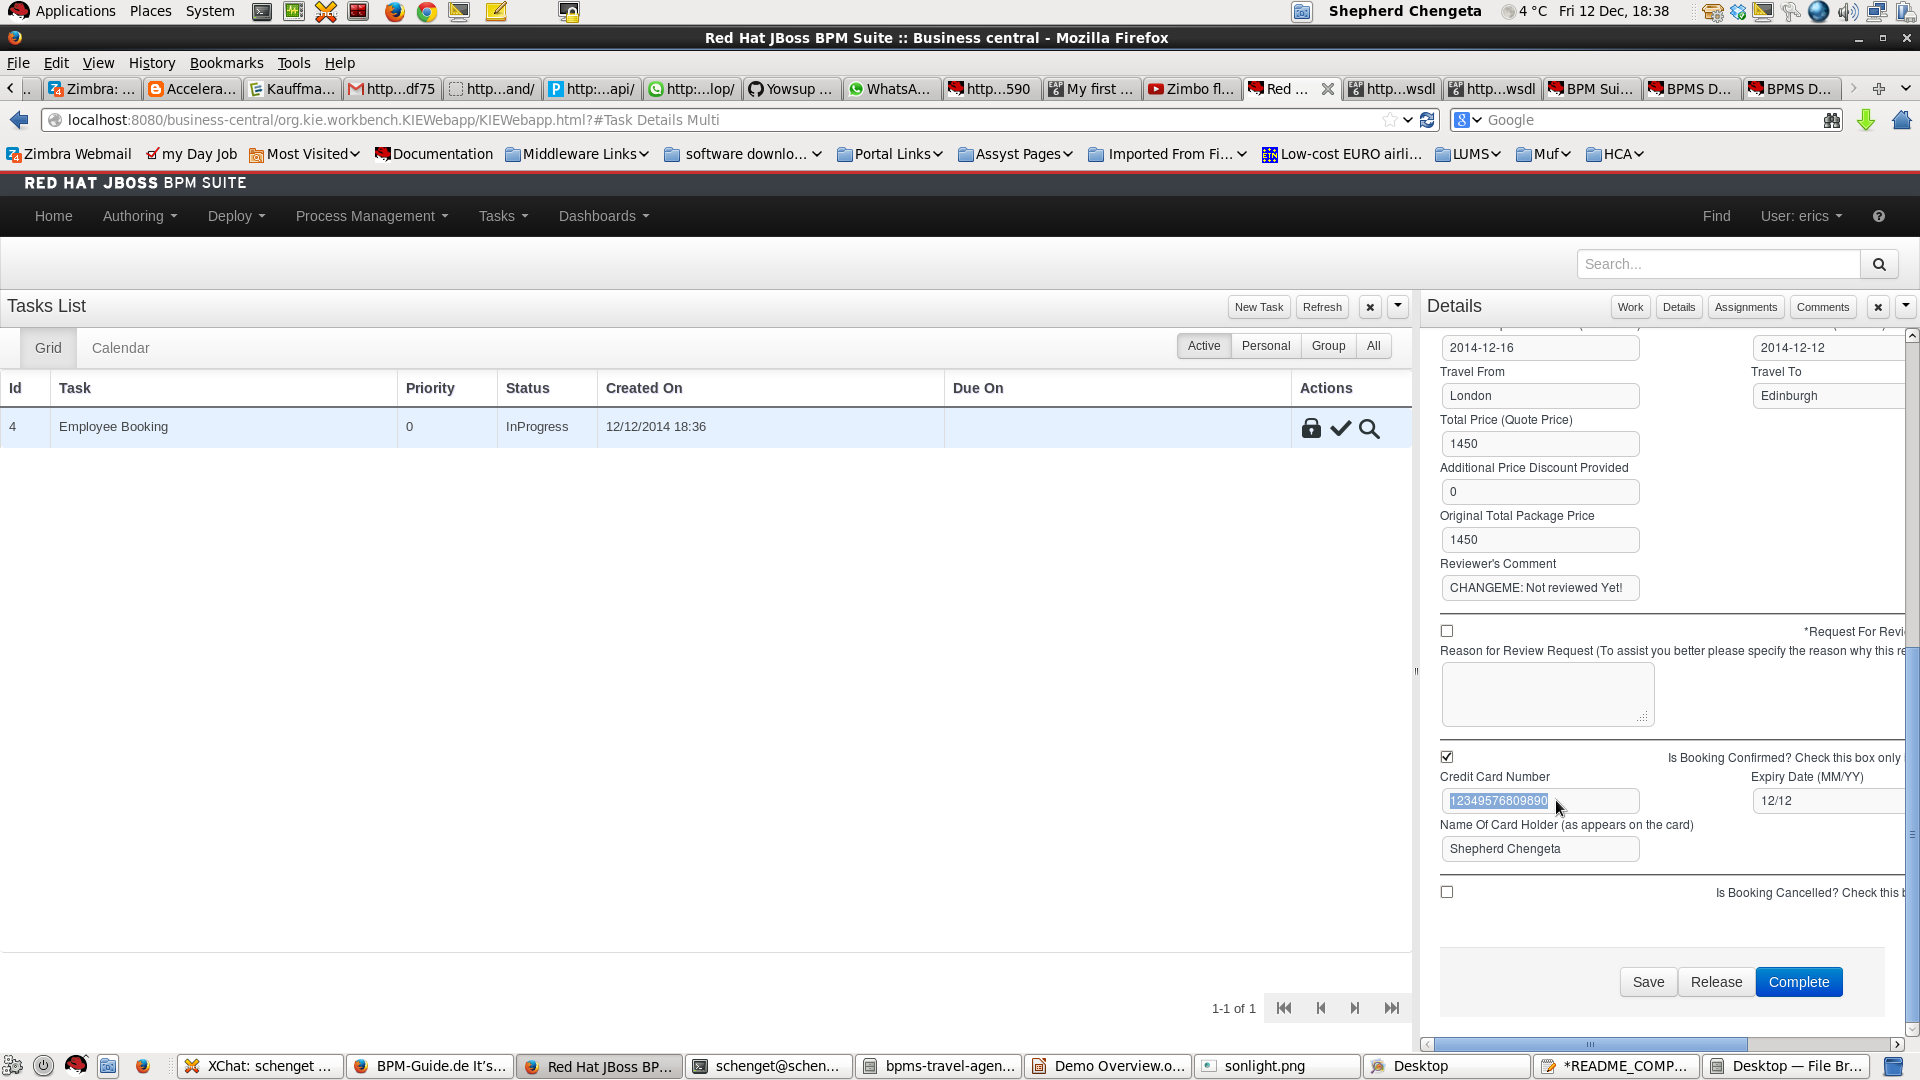 Applications Places System Shepherd Chengeta 4 °C Fri 12 Dec, 18:38
Red Hat JBoss BPM Suite :: Business central - Mozilla Firefox
File Edit View History Bookmarks Tools Help
.. Zimbra: ... Accelera... Kauffma... http...df75 http...and/ http:...api/ http:...lop/ Yowsup ... WhatsA... http...590 My first ... Zimbo fl... Red ... http...wsdl http...wsdl BPM Sui... BPMS D... BPMS D...
localhost:8080/business-central/org.kie.workbench.KIEWebapp/KIEWebapp.html?#Task Details Multi Google
Zimbra Webmail my Day Job Most Visited Documentation Middleware Links software downlo... Portal Links Assyst Pages Imported From Fi... Low-cost EURO airli... LUMS Muf HCA
RED HAT JBOSS BPM SUITE
Home Authoring Deploy Process Management Tasks Dashboards Find User: erics
Search...
Tasks List New Task Refresh Details Work Details Assignments Comments
Grid Calendar Active Personal Group All
2014-12-16 2014-12-12
Travel From Travel To
Id Task Priority Status Created On Due On Actions
London Edinburgh
4 Employee Booking 0 InProgress 12/12/2014 18:36
Total Price (Quote Price)
1450
Additional Price Discount Provided
0
Original Total Package Price
1450
Reviewer's Comment
CHANGEME: Not reviewed Yet!
*Request For Revi
Reason for Review Request (To assist you better please specify the reason why this re
Is Booking Confirmed? Check this box only
Credit Card Number Expiry Date (MM/YY)
12349576809890 12/12
Name Of Card Holder (as appears on the card)
Shepherd Chengeta
Is Booking Cancelled? Check this b
Save Release Complete
1-1 of 1
XChat: schenget ... BPM-Guide.de It's... Red Hat JBoss BP... schenget@schen... bpms-travel-agen... Demo Overview.o... sonlight.png Desktop *README_COMP... Desktop — File Br...